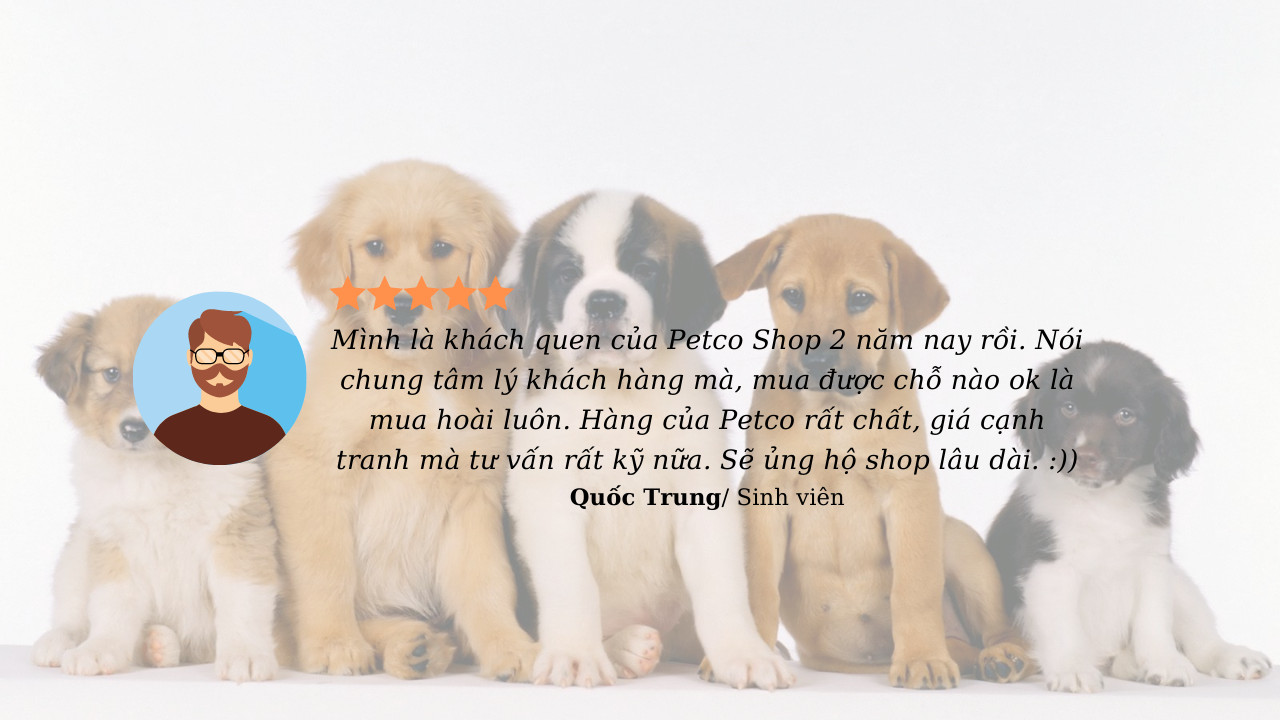 Mình là khách quen của Petco Shop 2 năm nay rồi. Nói
chung tâm lý khách hàng mà, mua được chỗ nào ok là
mua hoài luôn. Hàng của Petco rất chất, giá cạnh
tranh mà tư vấn rất kỹ nữa. Sẽ ủng hộ shop lâu dài. :))
Quốc Trung/ Sinh viên